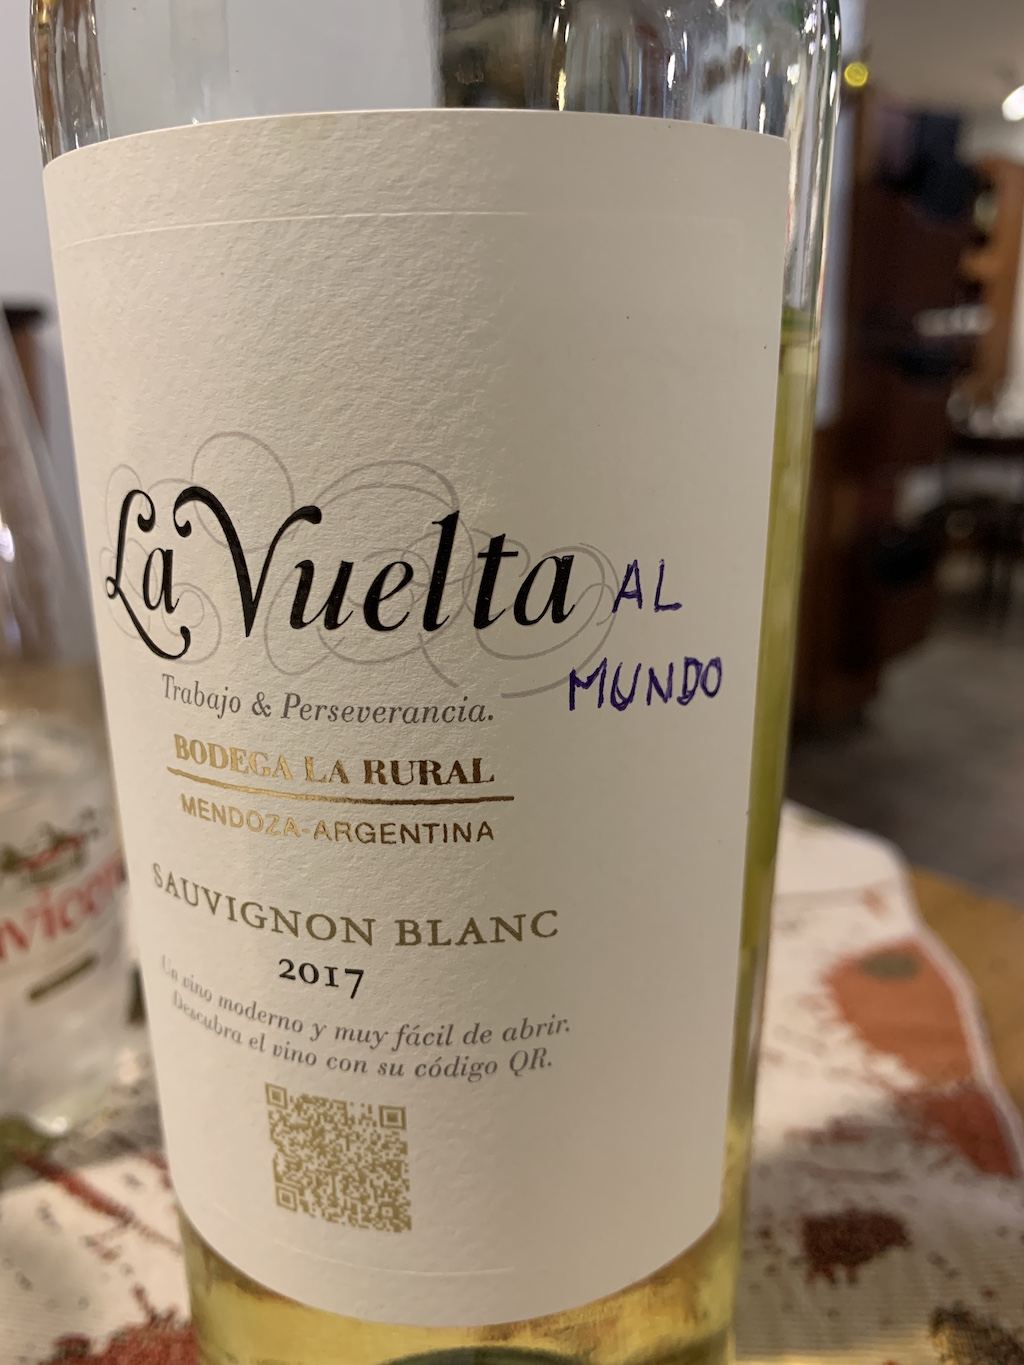 La Vuelta AL
MUNDO
Trabajo & Perseverancia.
BODEGA LA RURAL
MENDOZA-ARGENTINA
SAUVIGNON BLANC
2017
Un vino moderno y muy fácil de abrir.
Descubra el vino con su código QR.